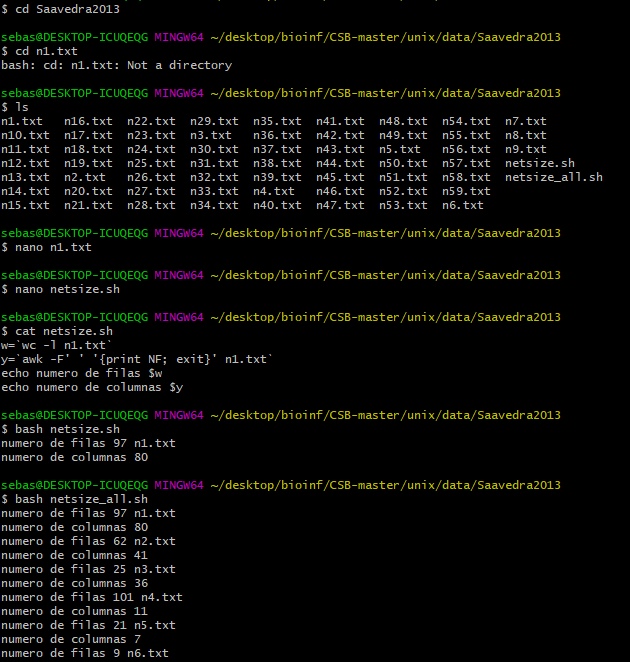 $ cd Saavedra2013
sebas@DESKTOP-ICUQEQG MINGW64 ~/desktop/bioinf/CSB-master/unix/data/Saavedra2013
$ cd n1.txt
bash: cd: n1.txt: Not a directory
sebas@DESKTOP-ICUQEQG MINGW64 ~/desktop/bioinf/CSB-master/unix/data/Saavedra2013
$ ls
n1.txt   n16.txt  n22.txt  n29.txt  n35.txt  n41.txt  n48.txt  n54.txt  n7.txt
n10.txt  n17.txt  n23.txt  n3.txt   n36.txt  n42.txt  n49.txt  n55.txt  n8.txt
n11.txt  n18.txt  n24.txt  n30.txt  n37.txt  n43.txt  n5.txt   n56.txt  n9.txt
n12.txt  n19.txt  n25.txt  n31.txt  n38.txt  n44.txt  n50.txt  n57.txt  netsize.sh
n13.txt  n2.txt   n26.txt  n32.txt  n39.txt  n45.txt  n51.txt  n58.txt  netsize_all.sh
n14.txt  n20.txt  n27.txt  n33.txt  n4.txt   n46.txt  n52.txt  n59.txt
n15.txt  n21.txt  n28.txt  n34.txt  n40.txt  n47.txt  n53.txt  n6.txt
sebas@DESKTOP-ICUQEQG MINGW64 ~/desktop/bioinf/CSB-master/unix/data/Saavedra2013
$ nano n1.txt
sebas@DESKTOP-ICUQEQG MINGW64 ~/desktop/bioinf/CSB-master/unix/data/Saavedra2013
$ nano netsize.sh
sebas@DESKTOP-ICUQEQG MINGW64 ~/desktop/bioinf/CSB-master/unix/data/Saavedra2013
$ cat netsize.sh
w=`wc -l n1.txt`
y=`awk -F' ' '{print NF; exit}' n1.txt`
echo numero de filas $w
echo numero de columnas $y
sebas@DESKTOP-ICUQEQG MINGW64 ~/desktop/bioinf/CSB-master/unix/data/Saavedra2013
$ bash netsize.sh
numero de filas 97 n1.txt
numero de columnas 80
sebas@DESKTOP-ICUQEQG MINGW64 ~/desktop/bioinf/CSB-master/unix/data/Saavedra2013
$ bash netsize_all.sh
numero de filas 97 n1.txt
numero de columnas 80
numero de filas 62 n2.txt
numero de columnas 41
numero de filas 25 n3.txt
numero de columnas 36
numero de filas 101 n4.txt
numero de columnas 11
numero de filas 21 n5.txt
numero de columnas 7
numero de filas 9 n6.txt